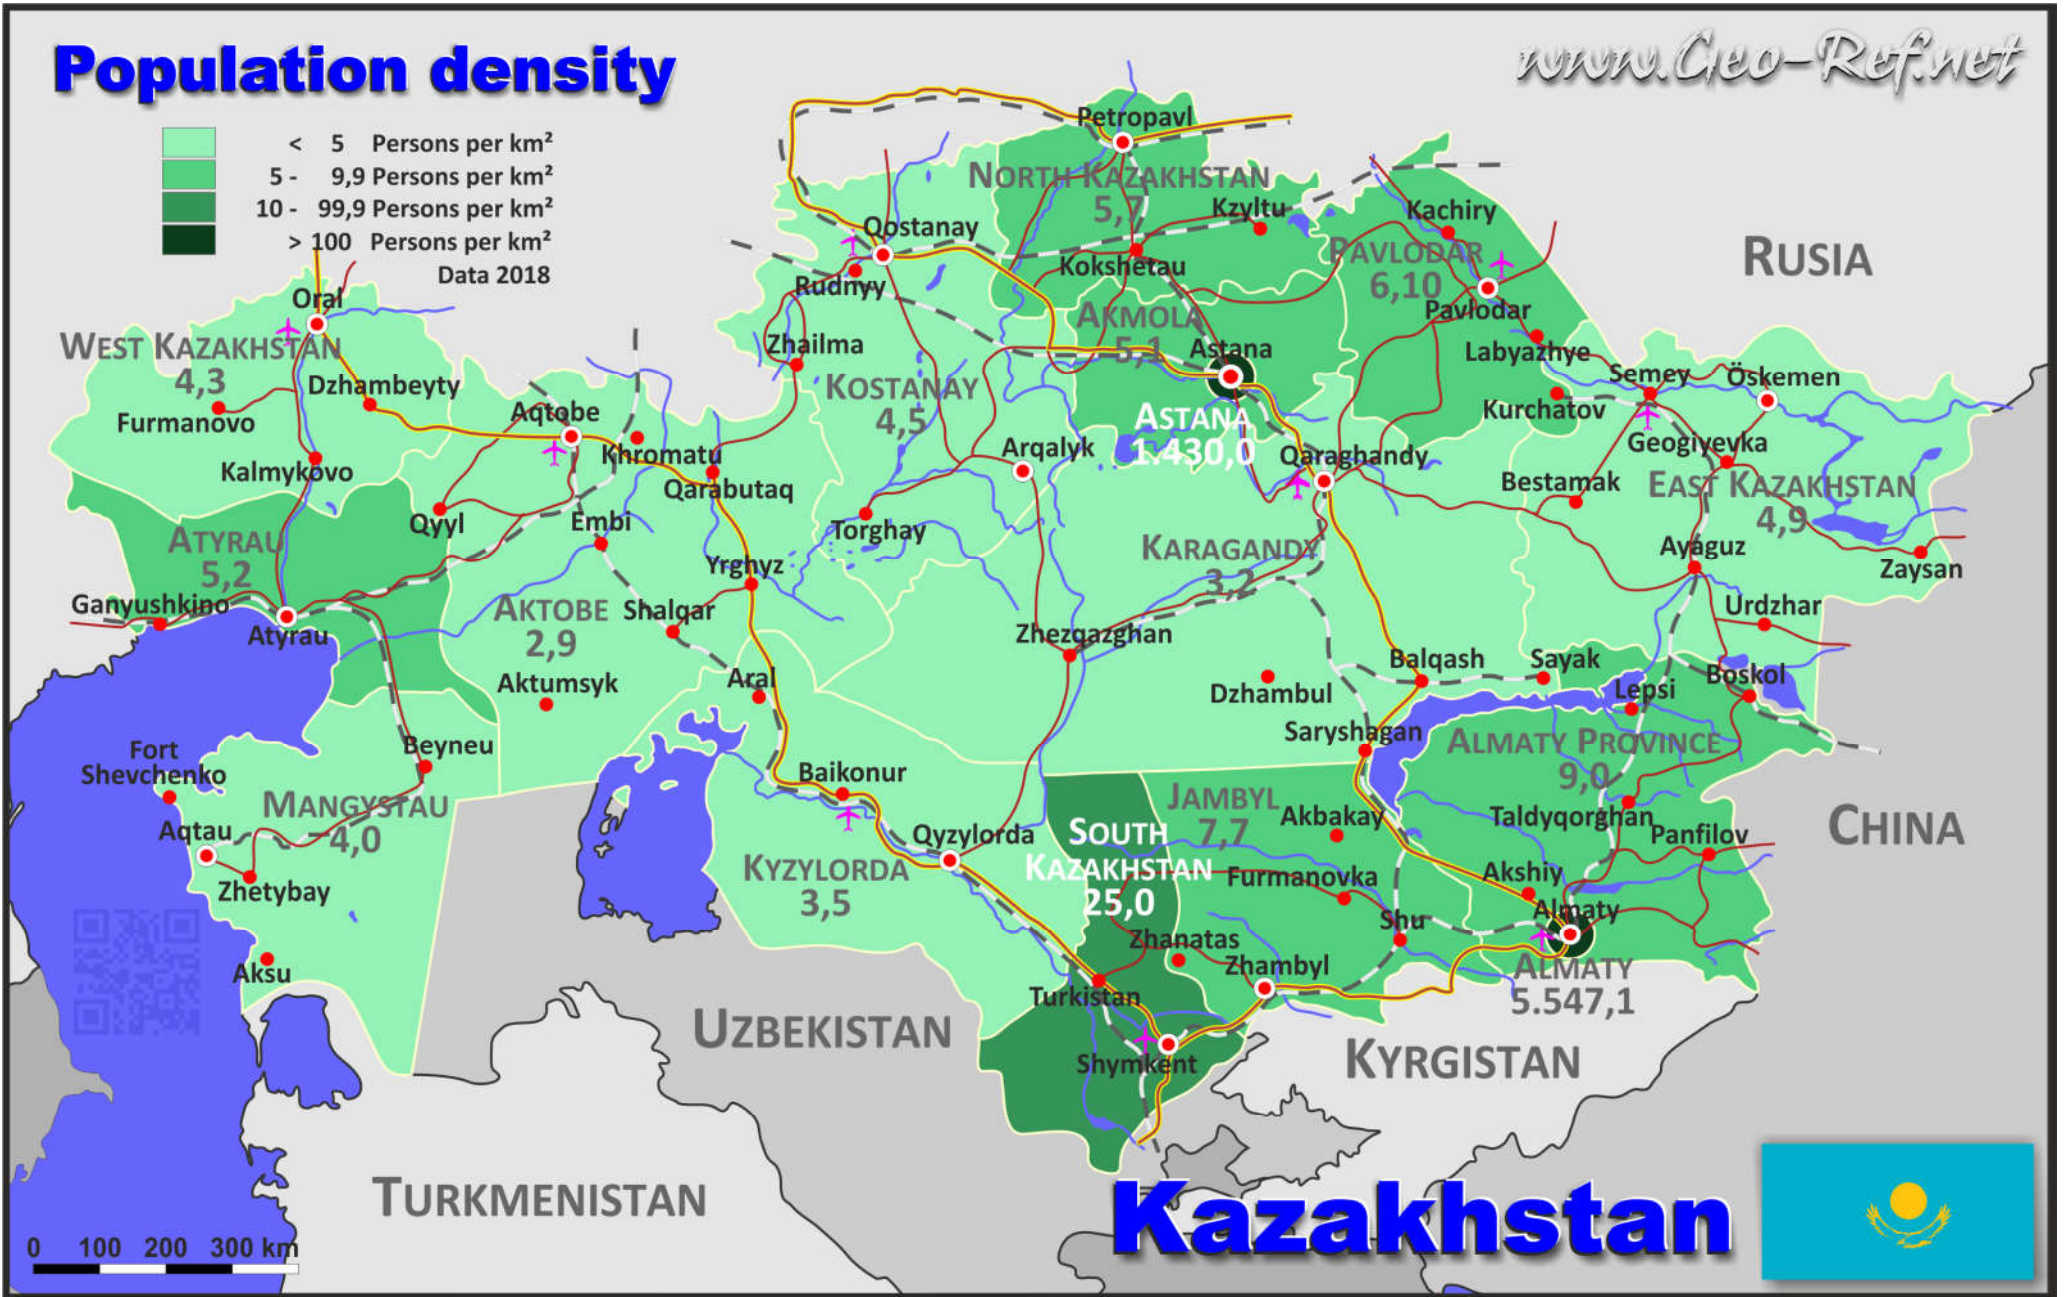 Population density
www.Geo-Ref.net
< 5 Persons per km²
5 - 9,9 Persons per km²
10 - 99,9 Persons per km²
> 100 Persons per km²
Data 2018
Petropavl
NORTH KAZAKHSTAN
5,7
Kzyltu
Kachiry
Qostanay
Kokshetau
PAVLODAR
6,10
RUSIA
Rudnyy
Pavlodar
Oral
WEST KAZAKHSTAN
4,3
AKMOLA
5,1
Astana
Zhailma
Labyazhye
Dzhambeyty
KOSTANAY
4,5
Semey
Öskemen
Furmanovo
Aqtobe
ASTANA
1.430,0
Kurchatov
Geogiyevka
Khromatu
Arqalyk
Qaraghandy
Kalmykovo
Qarabutaq
Bestamak
EAST KAZAKHSTAN
4,9
Qyyl
Embi
Torghay
ATYRAU
5,2
KARAGANDY
3,2
Ayaguz
Zaysan
Yrghyz
Ganyushkino
AKTOBE
2,9
Shalqar
Urdzhar
Atyrau
Zhezqazghan
Aktumsyk
Aral
Dzhambul
Balqash
Sayak
Lepsi
Boskol
Fort
Shevchenko
Beyneu
Saryshagan
ALMATY PROVINCE
9,0
Baikonur
MANGYSTAU
4,0
JAMBYL
7,7
Akbakay
Taldyqorghan
Panfilov
CHINA
Aqtau
Qyzylorda
SOUTH
KAZAKHSTAN
25,0
Zhetybay
KYZYLORDA
3,5
Furmanovka
Akshiy
Almaty
Shu
Zhanatas
Aksu
Zhambyl
ALMATY
5.547,1
Turkistan
UZBEKISTAN
Shymkent
KYRGISTAN
TURKMENISTAN
Kazakhstan
0 100 200 300 km